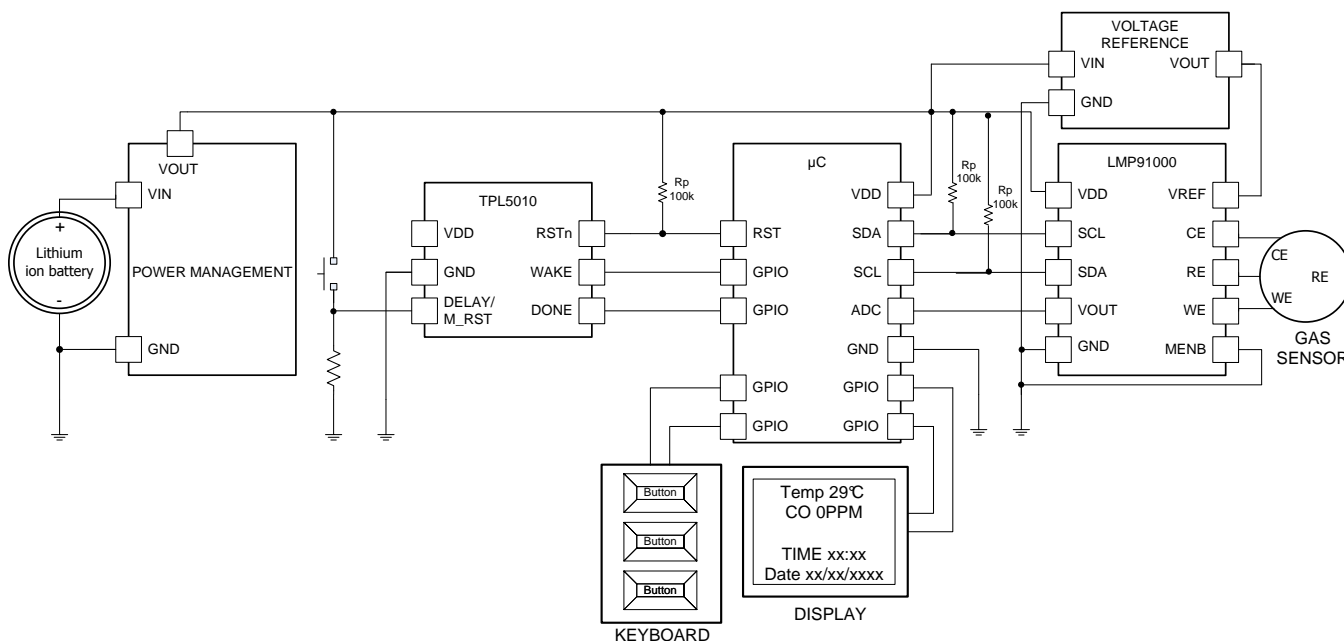 VOLTAGE
REFERENCE
VIN
VOUT
GND
VOUT
VIN
POWER MANAGEMENT
GND
+
Lithium
ion battery
-
TPL5010
VDD
RSTn
GND
WAKE
DELAY/
M_RST
DONE
Rp
100k
µC
VDD
RST
SDA
GPIO
SCL
GPIO
ADC
GND
GPIO
GPIO
GPIO
GPIO
Rp
100k
Rp
100k
LMP91000
VDD
VREF
SCL
CE
SDA
RE
VOUT
WE
GND
MENB
CE
RE
WE
GAS
SENSOR
Button
Button
Button
KEYBOARD
Temp 29°C
CO 0PPM
TIME xx:xx
Date xx/xx/xxxx
DISPLAY